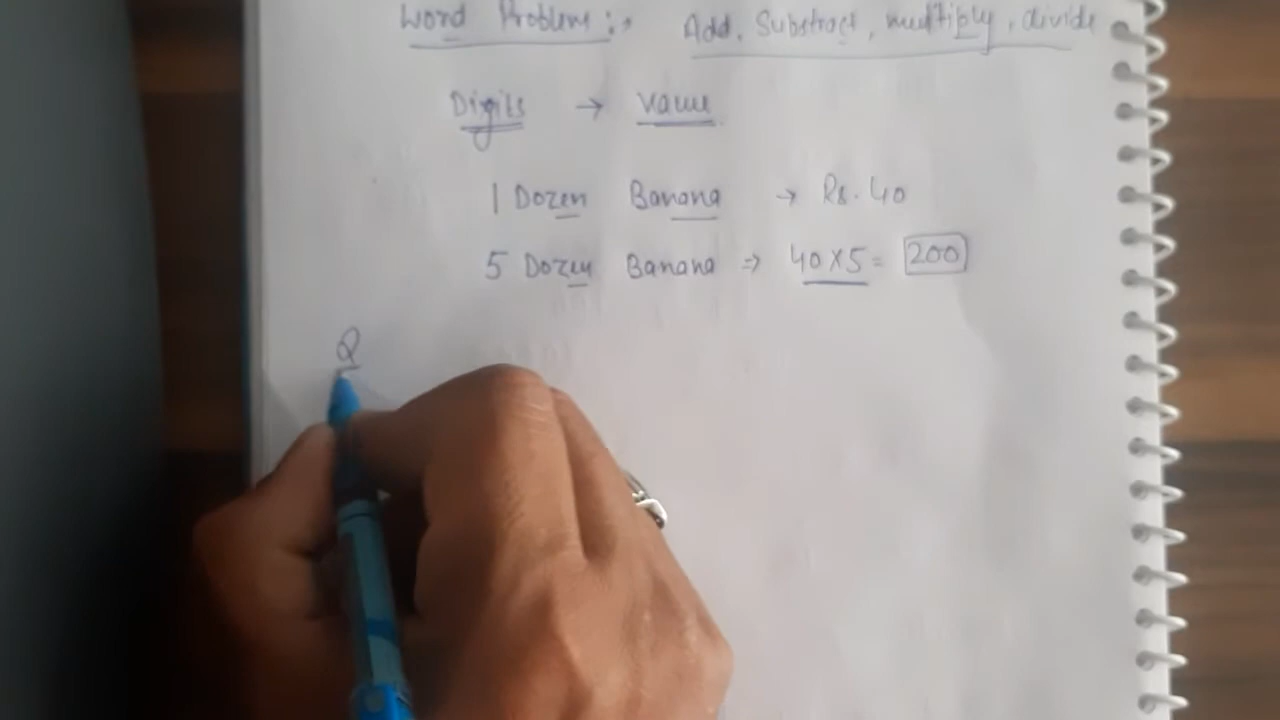 Word Problem :→ Add, Substract, multiply, divide
Digits → Value
1 Dozen Banana → Rs. 40
5 Dozen Banana ⇒ 40 X 5 = 200
Q